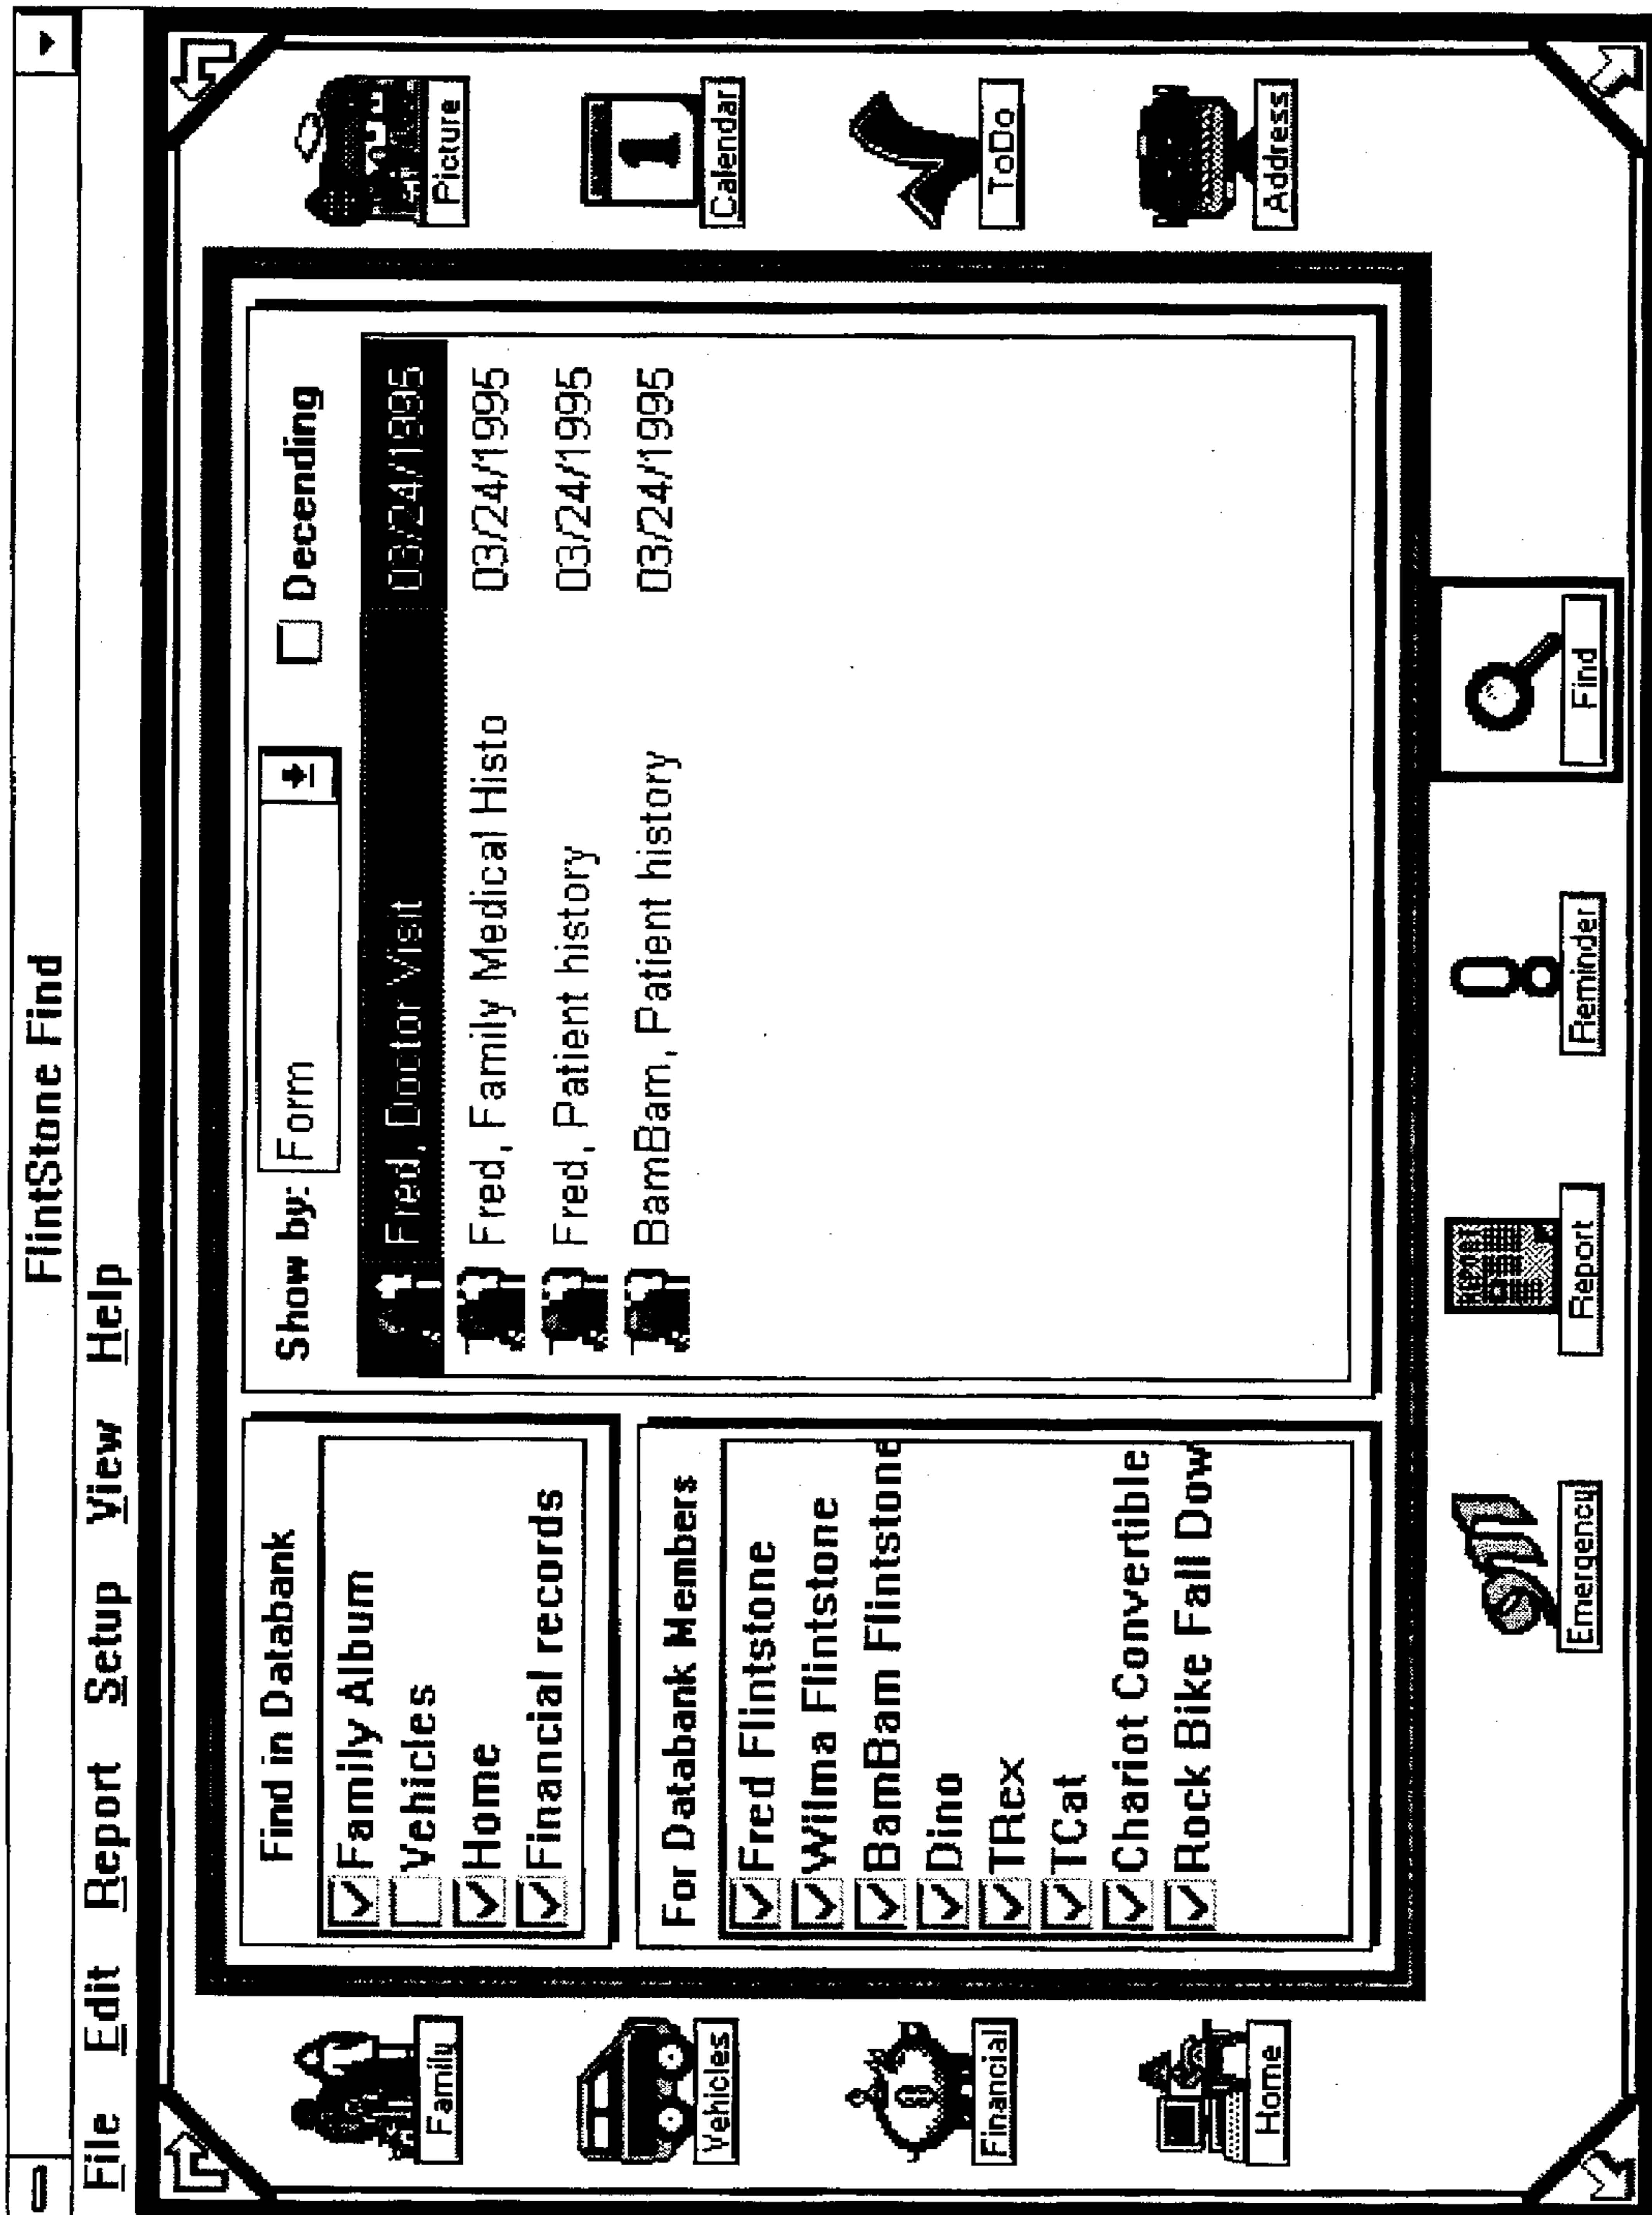 FlintStone Find
File Edit Report Setup View Help
Family
Vehicles
Financial
Home
Find in Databank
Family Album
Vehicles
Home
Financial records
For Databank Members
Fred Flintstone
Wilma Flintstone
BamBam Flintstone
Dino
TRex
TCat
Chariot Convertible
Rock Bike Fall Dow
Show by: Form Decending
Fred, Doctor Visit 03/24/1995
Fred, Family Medical Histo 03/24/1995
Fred, Patient history 03/24/1995
BamBam, Patient history 03/24/1995
Picture
1
Calendar
ToDo
Address
Emergency
REPORT
Report
Reminder
Find